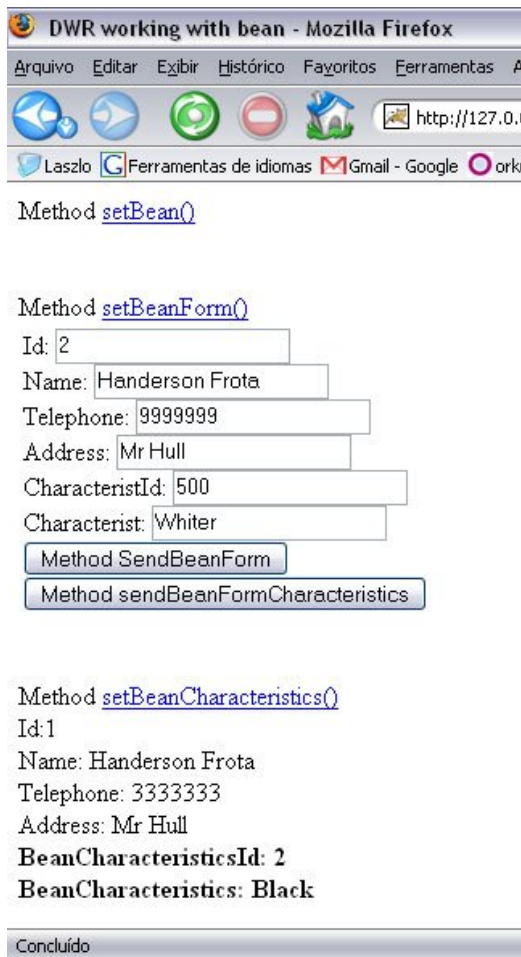 DWR working with bean - Mozilla Firefox
Arquivo Editar Exibir Histórico Favoritos Ferramentas A
http://127.0.
Laszlo Ferramentas de idiomas Gmail - Google ork
Method setBean()
Method setBeanForm()
Id: 2
Name: Handerson Frota
Telephone: 9999999
Address: Mr Hull
CharacteristId: 500
Characterist: Whiter
Method SendBeanForm
Method sendBeanFormCharacteristics
Method setBeanCharacteristics()
Id:1
Name: Handerson Frota
Telephone: 3333333
Address: Mr Hull
BeanCharacteristicsId: 2
BeanCharacteristics: Black
Concluído